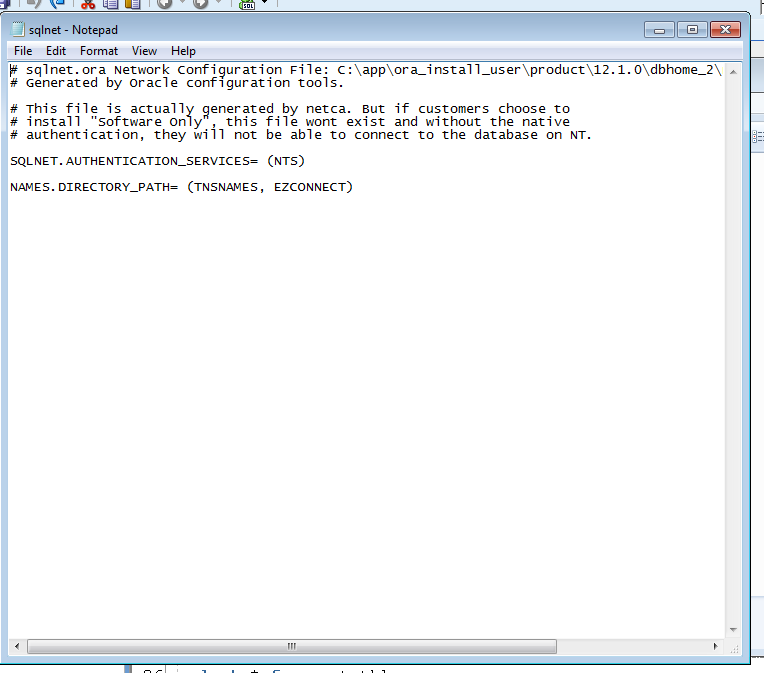 SQL
sqlnet - Notepad
File Edit Format View Help
# sqlnet.ora Network Configuration File: C:\app\ora_install_user\product\12.1.0\dbhome_2\
# Generated by Oracle configuration tools.
# This file is actually generated by netca. But if customers choose to
# install "Software Only", this file wont exist and without the native
# authentication, they will not be able to connect to the database on NT.
SQLNET.AUTHENTICATION_SERVICES= (NTS)
NAMES.DIRECTORY_PATH= (TNSNAMES, EZCONNECT)